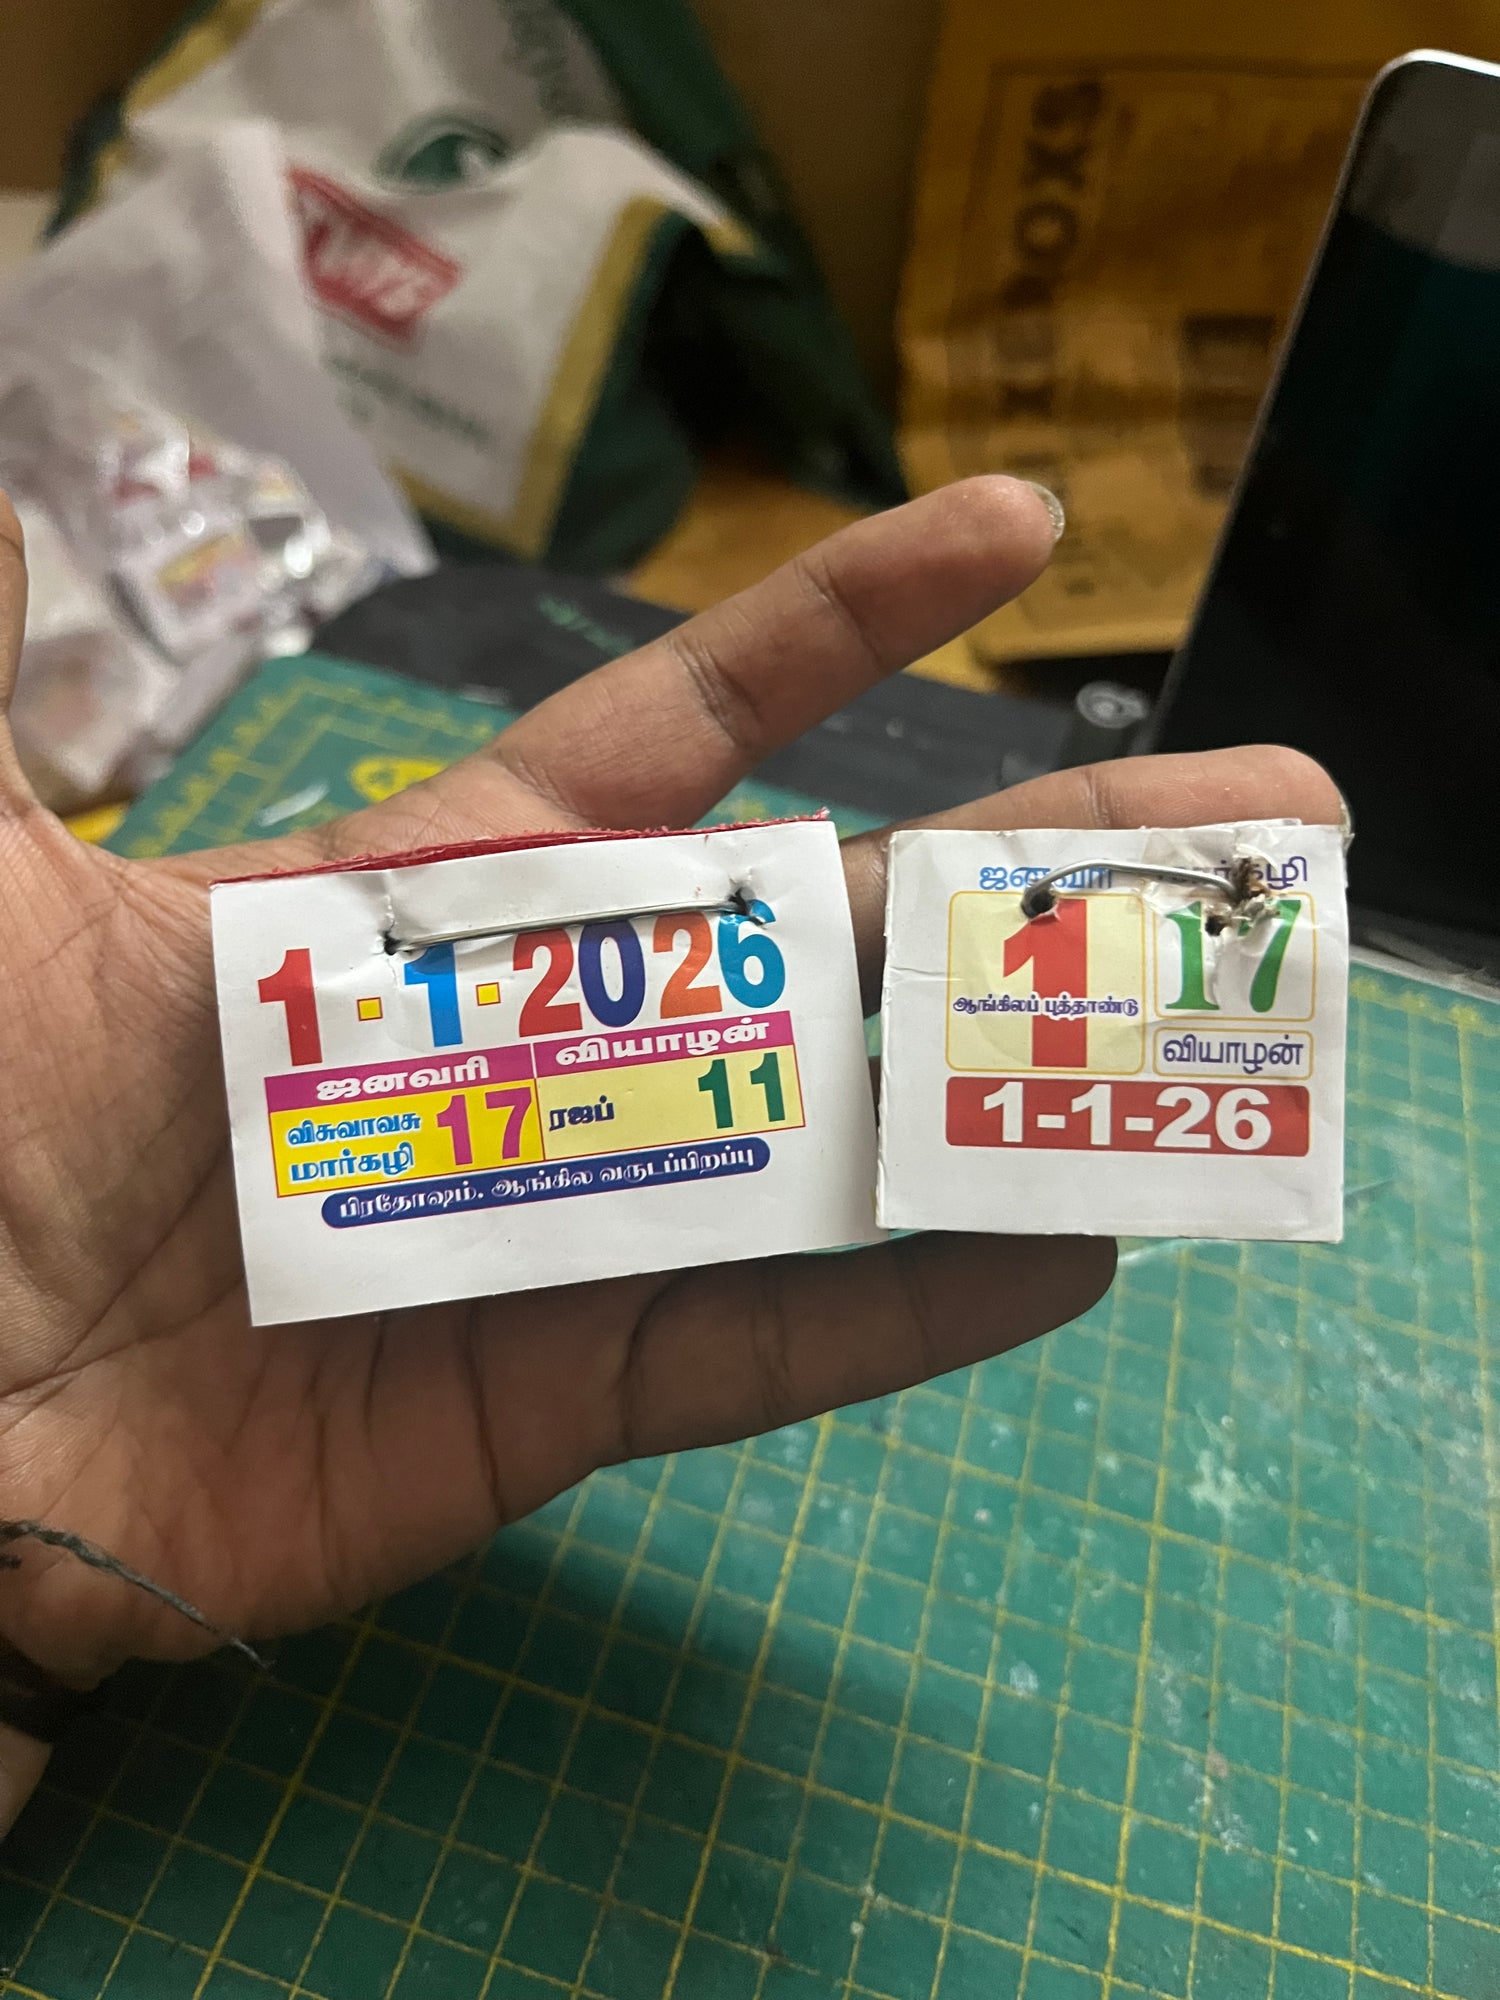 1·1·2026
ஜனவரி வியாழன்
விசுவாவசு
மார்கழி 17 ரஜப் 11
பிரதோஷம், ஆங்கில வருடப்பிறப்பு
ஜனவரி
1 17
ஆங்கிலப் புத்தாண்டு
வியாழன்
1-1-26